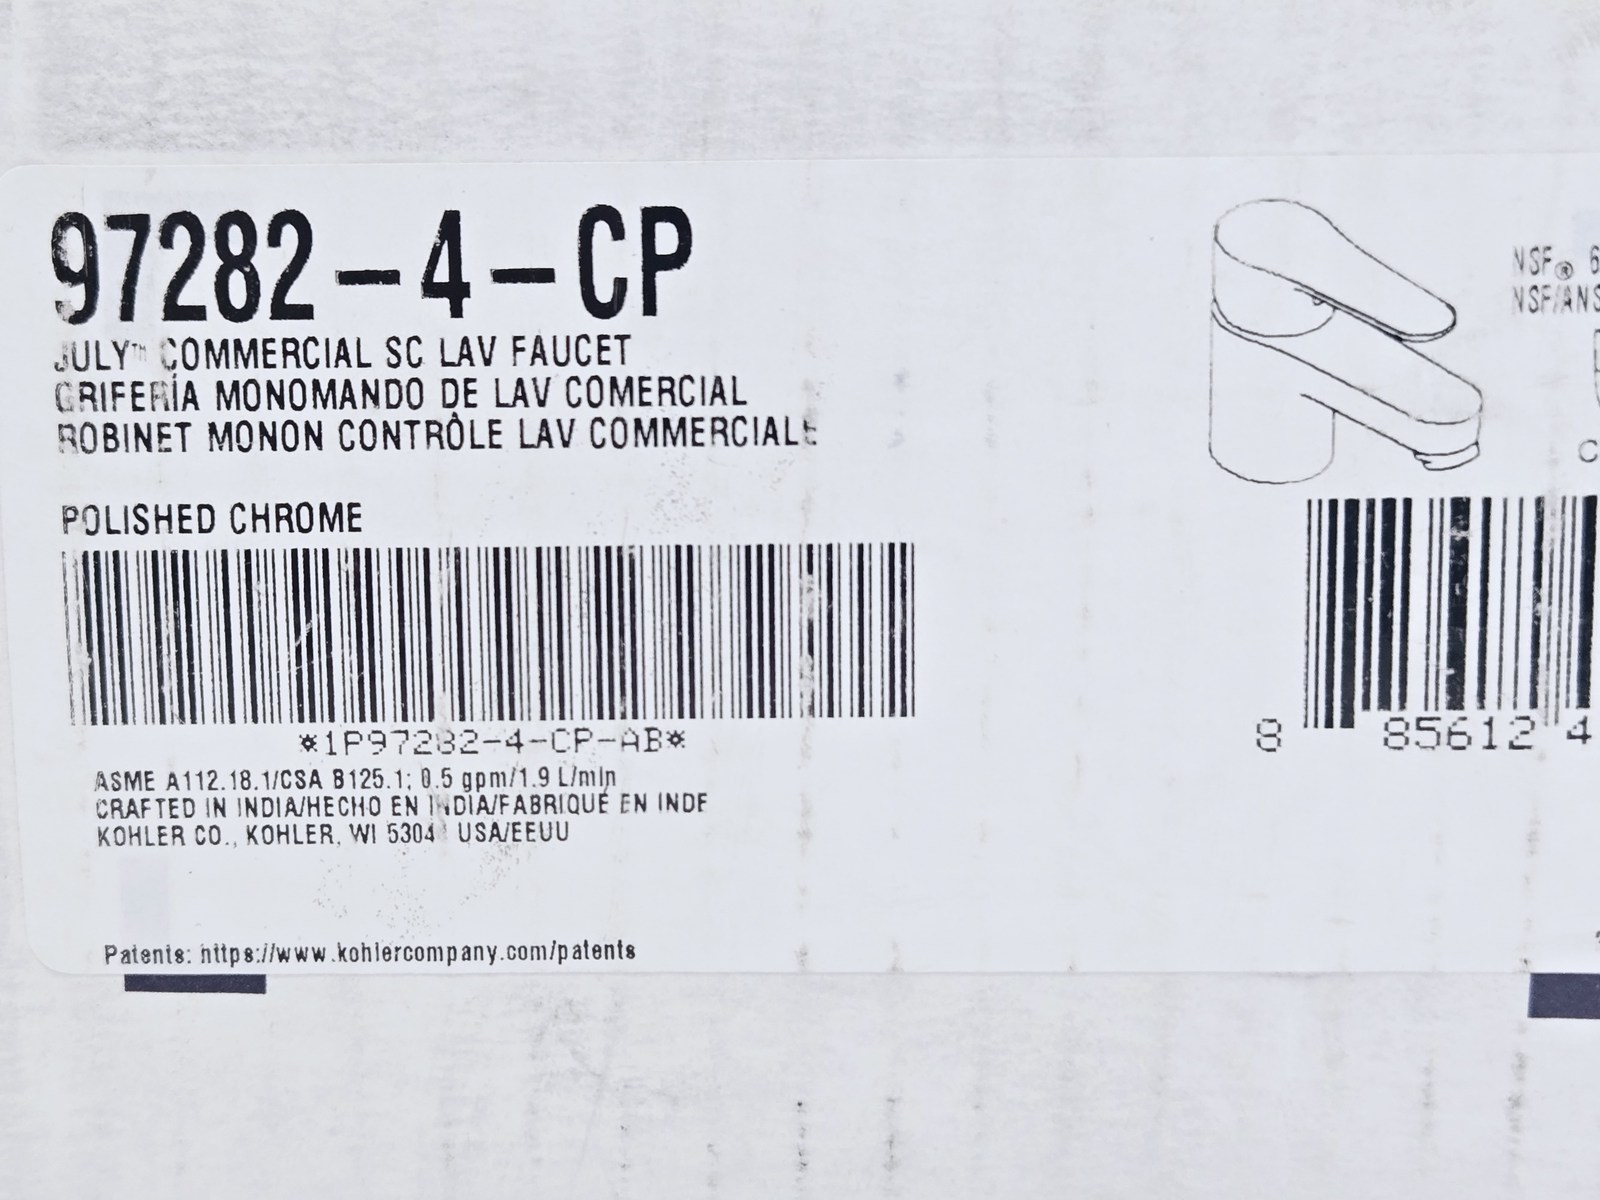 97282-4-CP
JULY™ COMMERCIAL SC LAV FAUCET
GRIFERÍA MONOMANDO DE LAV COMERCIAL
ROBINET MONON CONTRÔLE LAV COMMERCIALE
POLISHED CHROME
*1P97282-4-CP-AB*
ASME A112.18.1/CSA B125.1; 0.5 gpm/1.9 L/min
CRAFTED IN INDIA/HECHO EN INDIA/FABRIQUÉ EN INDE
KOHLER CO., KOHLER, WI 5304 USA/EEUU
Patents: https://www.kohlercompany.com/patents
NSF® 6
NSF/ANS
C
8 85612 4